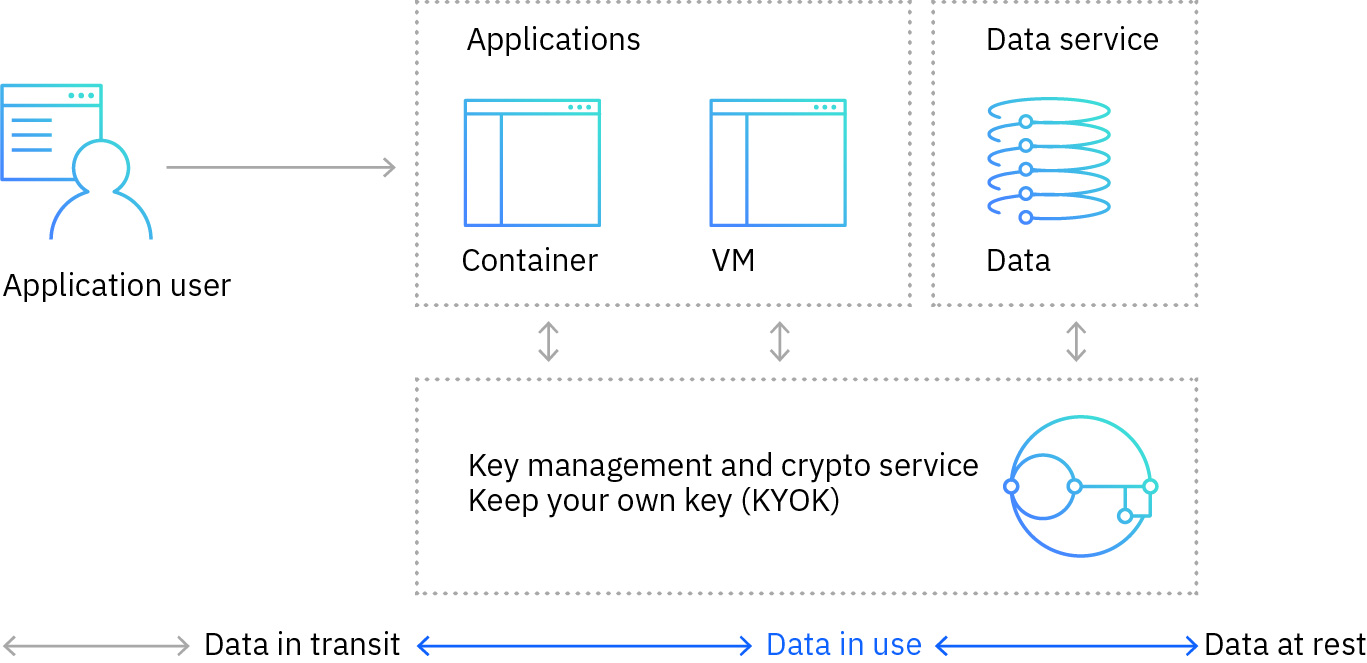 Applications
Data service
Container
VM
Data
Application user
Key management and crypto service
Keep your own key (KYOK)
Data in transit
Data in use
Data at rest